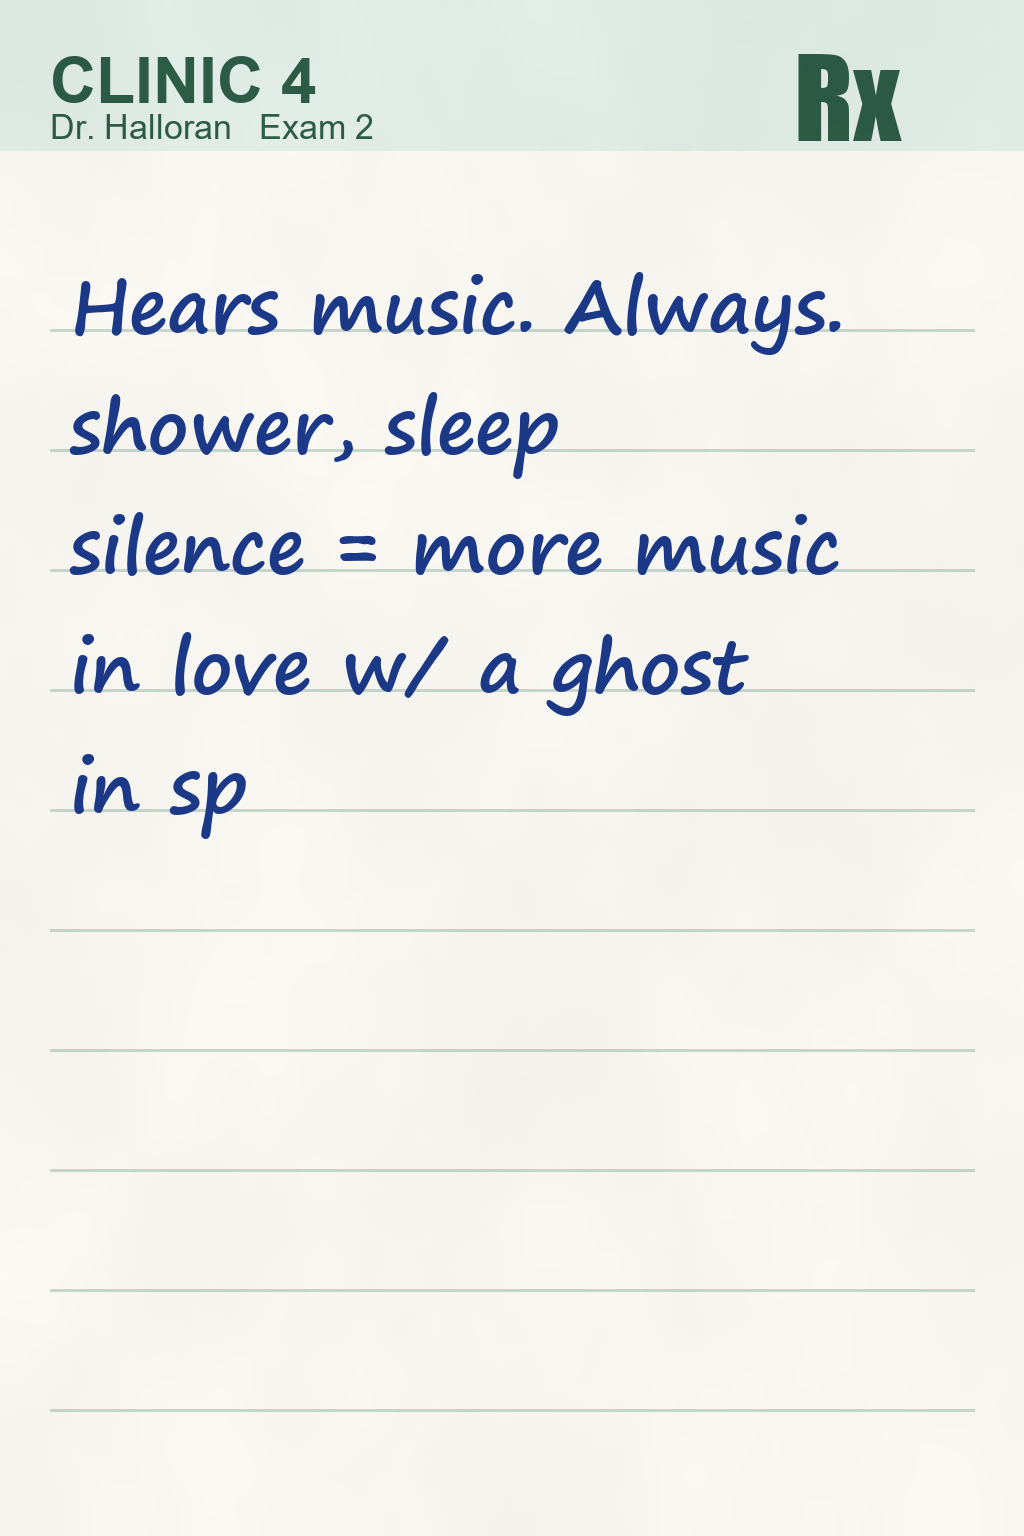 CLINIC 4
Dr. Halloran Exam 2
Rx
Hears music. Always.
shower, sleep
silence = more music
in love w/ a ghost
in sp